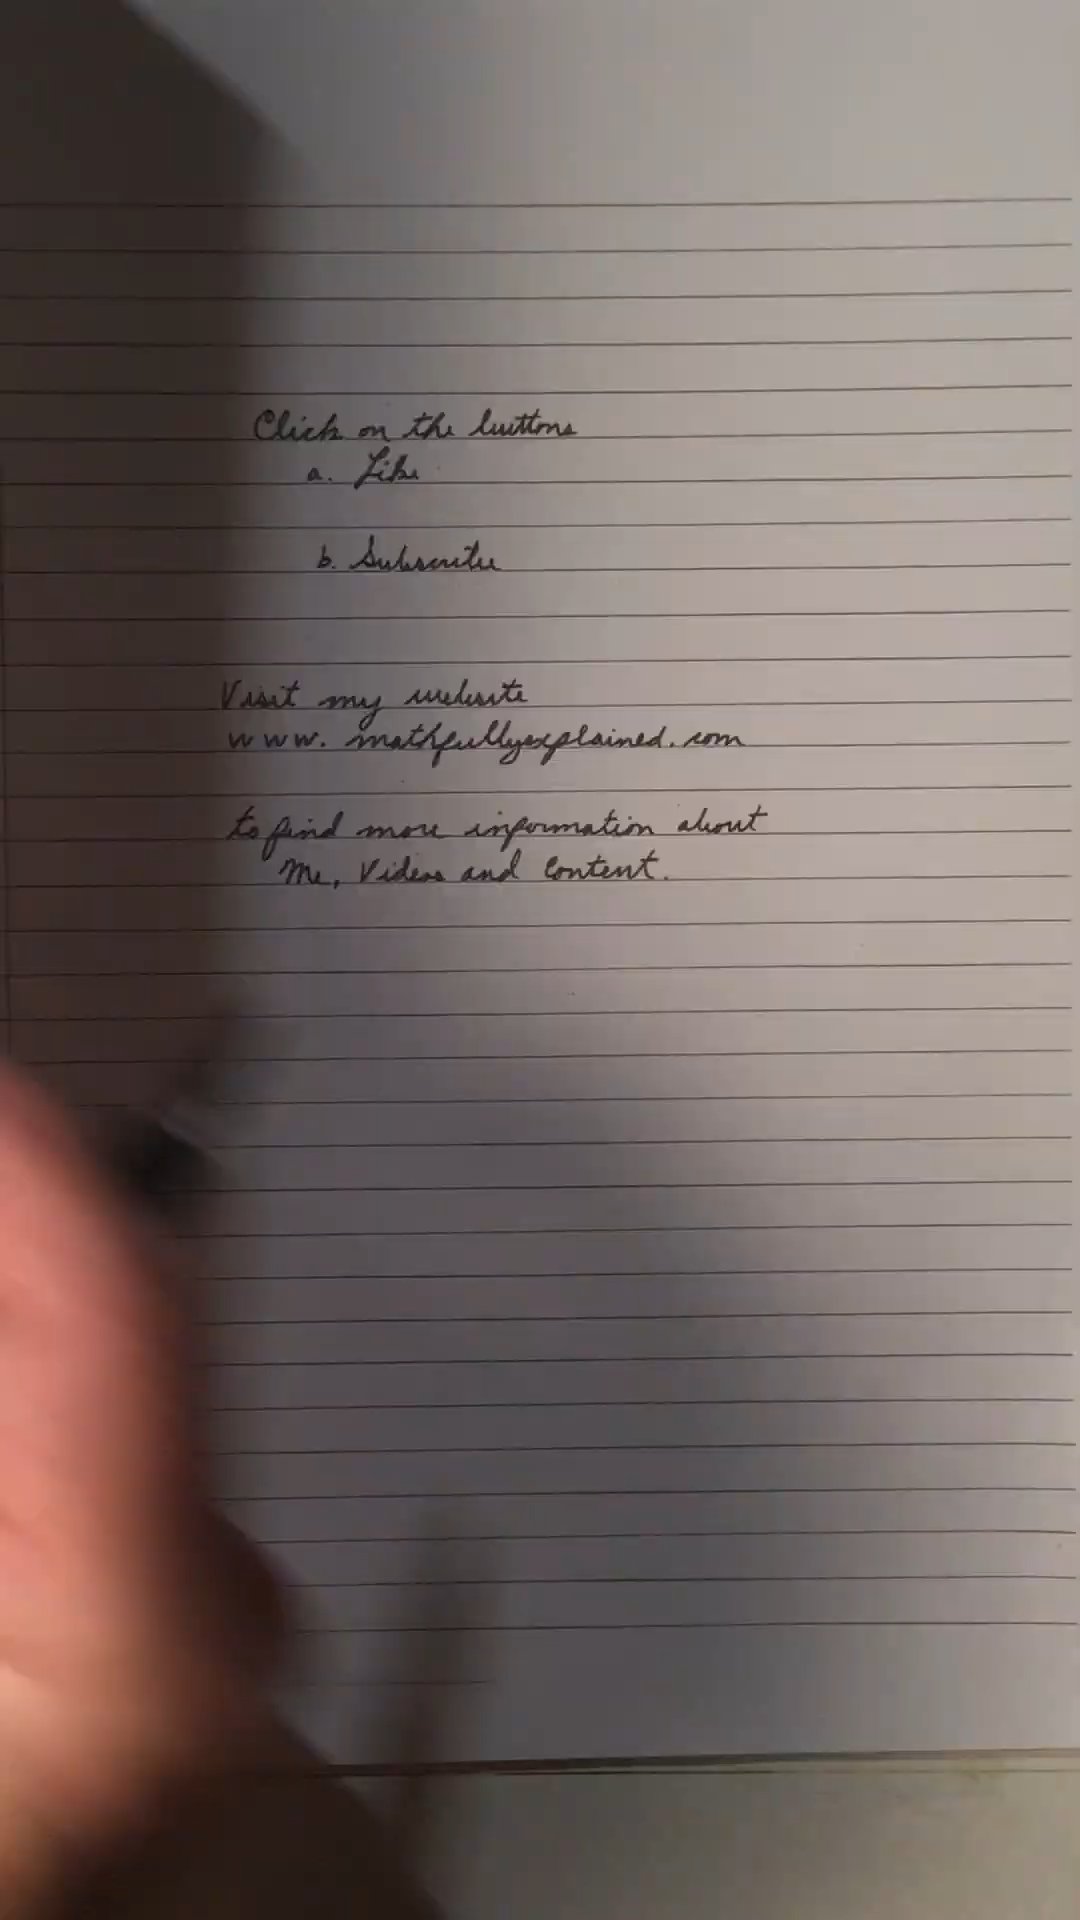 Click on the buttons
a. Like
b. Subscribe
Visit my website
www.mathfullyexplained.com
to find more information about
Me, Videos and Content.